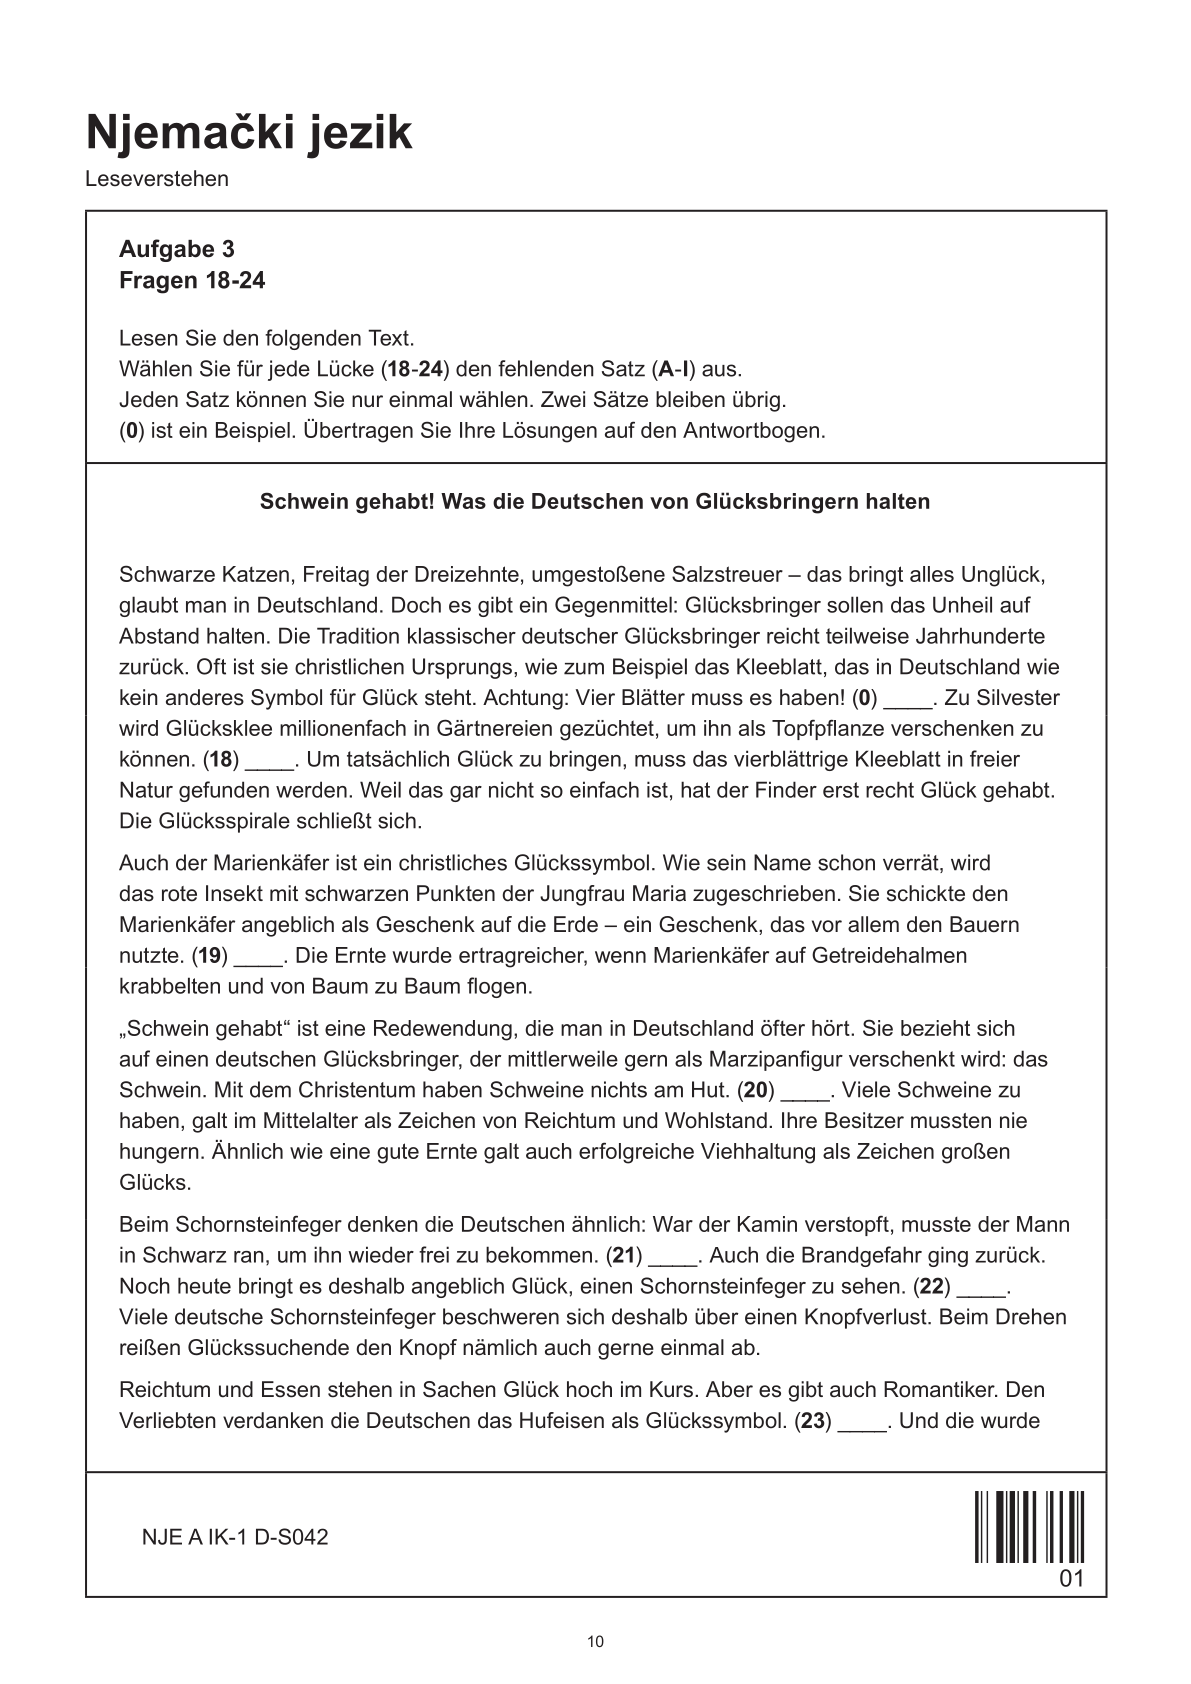 Njemački jezik
Leseverstehen
Aufgabe 3
Fragen 18-24
Lesen Sie den folgenden Text.
Wählen Sie für jede Lücke (18-24) den fehlenden Satz (A-I) aus.
Jeden Satz können Sie nur einmal wählen. Zwei Sätze bleiben übrig.
(0) ist ein Beispiel. Übertragen Sie Ihre Lösungen auf den Antwortbogen.
Schwein gehabt! Was die Deutschen von Glücksbringern halten
Schwarze Katzen, Freitag der Dreizehnte, umgestoßene Salzstreuer – das bringt alles Unglück,
glaubt man in Deutschland. Doch es gibt ein Gegenmittel: Glücksbringer sollen das Unheil auf
Abstand halten. Die Tradition klassischer deutscher Glücksbringer reicht teilweise Jahrhunderte
zurück. Oft ist sie christlichen Ursprungs, wie zum Beispiel das Kleeblatt, das in Deutschland wie
kein anderes Symbol für Glück steht. Achtung: Vier Blätter muss es haben! (0) ____. Zu Silvester
wird Glücksklee millionenfach in Gärtnereien gezüchtet, um ihn als Topfpflanze verschenken zu
können. (18) ____. Um tatsächlich Glück zu bringen, muss das vierblättrige Kleeblatt in freier
Natur gefunden werden. Weil das gar nicht so einfach ist, hat der Finder erst recht Glück gehabt.
Die Glücksspirale schließt sich.
Auch der Marienkäfer ist ein christliches Glückssymbol. Wie sein Name schon verrät, wird
das rote Insekt mit schwarzen Punkten der Jungfrau Maria zugeschrieben. Sie schickte den
Marienkäfer angeblich als Geschenk auf die Erde – ein Geschenk, das vor allem den Bauern
nutzte. (19) ____. Die Ernte wurde ertragreicher, wenn Marienkäfer auf Getreidehalmen
krabbelten und von Baum zu Baum flogen.
„Schwein gehabt“ ist eine Redewendung, die man in Deutschland öfter hört. Sie bezieht sich
auf einen deutschen Glücksbringer, der mittlerweile gern als Marzipanfigur verschenkt wird: das
Schwein. Mit dem Christentum haben Schweine nichts am Hut. (20) ____. Viele Schweine zu
haben, galt im Mittelalter als Zeichen von Reichtum und Wohlstand. Ihre Besitzer mussten nie
hungern. Ähnlich wie eine gute Ernte galt auch erfolgreiche Viehhaltung als Zeichen großen
Glücks.
Beim Schornsteinfeger denken die Deutschen ähnlich: War der Kamin verstopft, musste der Mann
in Schwarz ran, um ihn wieder frei zu bekommen. (21) ____. Auch die Brandgefahr ging zurück.
Noch heute bringt es deshalb angeblich Glück, einen Schornsteinfeger zu sehen. (22) ____.
Viele deutsche Schornsteinfeger beschweren sich deshalb über einen Knopfverlust. Beim Drehen
reißen Glückssuchende den Knopf nämlich auch gerne einmal ab.
Reichtum und Essen stehen in Sachen Glück hoch im Kurs. Aber es gibt auch Romantiker. Den
Verliebten verdanken die Deutschen das Hufeisen als Glückssymbol. (23) ____. Und die wurde
NJE A IK-1 D-S042
01
10